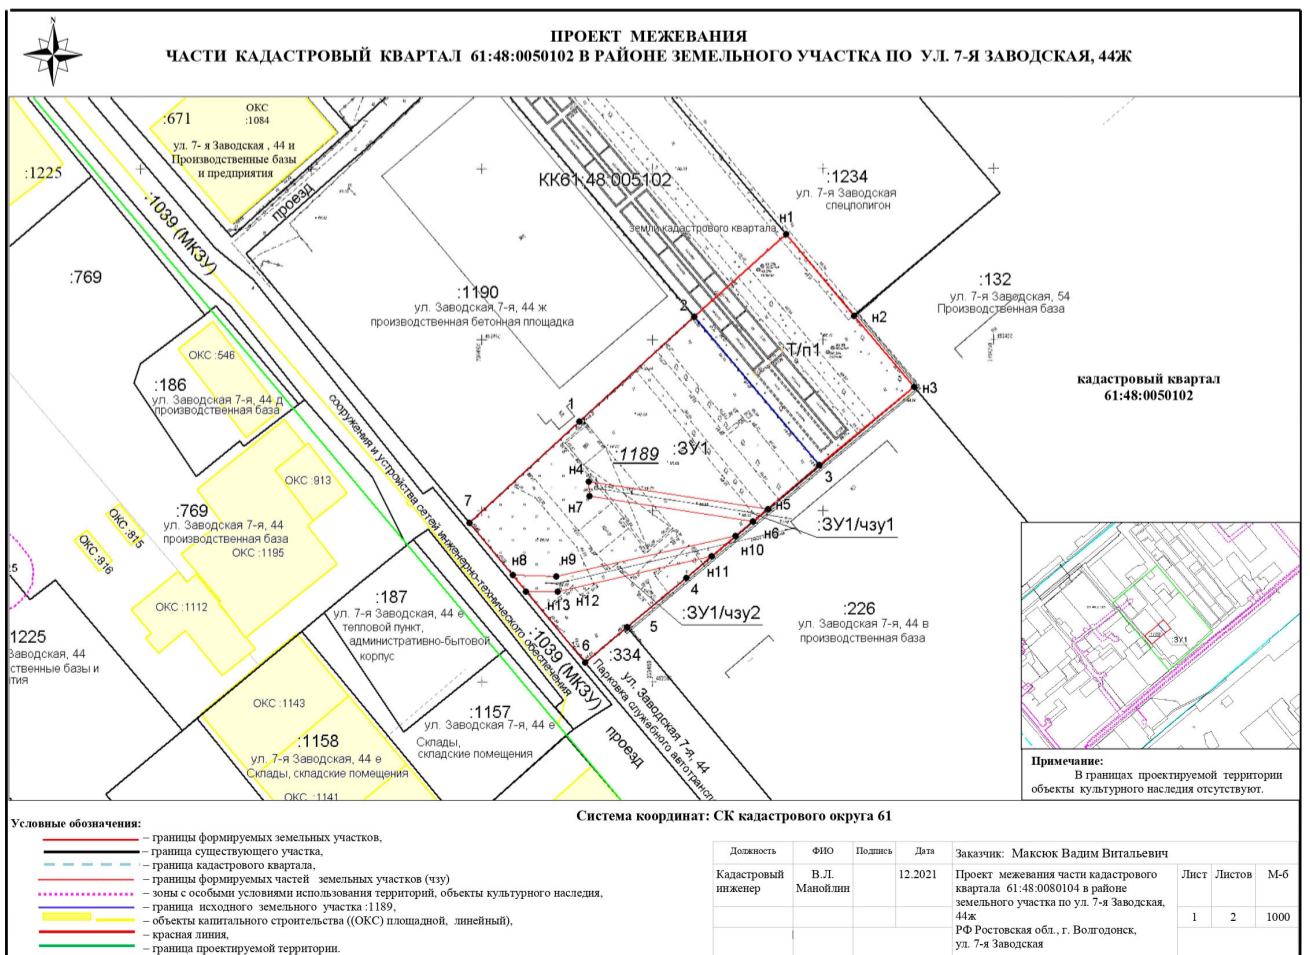 N
ПРОЕКТ МЕЖЕВАНИЯ
ЧАСТИ КАДАСТРОВЫЙ КВАРТАЛ 61:48:0050102 В РАЙОНЕ ЗЕМЕЛЬНОГО УЧАСТКА ПО УЛ. 7-Я ЗАВОДСКАЯ, 44Ж
:671
ОКС
:1084
ул. 7- я Заводская , 44 и
Производственные базы
и предприятия
:1225
проезд
:1039 (МКЗУ)
:769
КК61:48:005102
:1234
ул. 7-я Заводская
спецполигон
земли кадастрового квартала
н1
:1190
ул. Заводская 7-я, 44 ж
производственная бетонная площадка
2
:132
ул. 7-я Заводская, 54
Производственная база
н2
Т/п1
н3
кадастровый квартал
61:48:0050102
ОКС :546
:186
ул. Заводская 7-я, 44 д
производственная база
сооружения и устройства сетей инженерно-технического обеспечения
1
:1189
:ЗУ1
н4
н7
3
7
н5
:ЗУ1/чзу1
н6
н10
н11
ОКС :913
:769
ул. Заводская 7-я, 44
производственная база
ОКС :1195
ОКС :815
ОКС :816
н8
н9
н13
н12
4
:ЗУ1/чзу2
5
6
:226
ул. Заводская 7-я, 44 в
производственная база
ОКС :1112
:187
ул. 7-я Заводская, 44 е
тепловой пункт,
административно-бытовой
корпус
:1039 (МКЗУ)
:334
ул. Заводская 7-я, 44
Парковка служебного автотрансп
проезд
1225
Заводская, 44
ственные базы и
тия
ОКС :1143
:1157
ул. Заводская 7-я, 44 е
Склады,
складские помещения
:1158
ул. 7-я Заводская, 44 е
Склады, складские помещения
ОКС :1141
:ЗУ1
Примечание:
В границах проектируемой территории
объекты культурного наследия отсутствуют.
Система координат: СК кадастрового округа 61
Условные обозначения:
– границы формируемых земельных участков,
– граница существующего участка,
– граница кадастрового квартала,
– границы формируемых частей земельных участков (чзу)
– зоны с особыми условиями использования территорий, объекты культурного наследия,
– граница исходного земельного участка :1189,
– объекты капитального строительства ((ОКС) площадной, линейный),
– красная линия,
– граница проектируемой территории.
Должность ФИО Подпись Дата Заказчик: Максюк Вадим Витальевич
Кадастровый инженер В.Л. Манойлин 12.2021
Проект межевания части кадастрового
квартала 61:48:0080104 в районе
земельного участка по ул. 7-я Заводская,
44ж
РФ Ростовская обл., г. Волгодонск,
ул. 7-я Заводская
Лист Листов М-б
1 2 1000